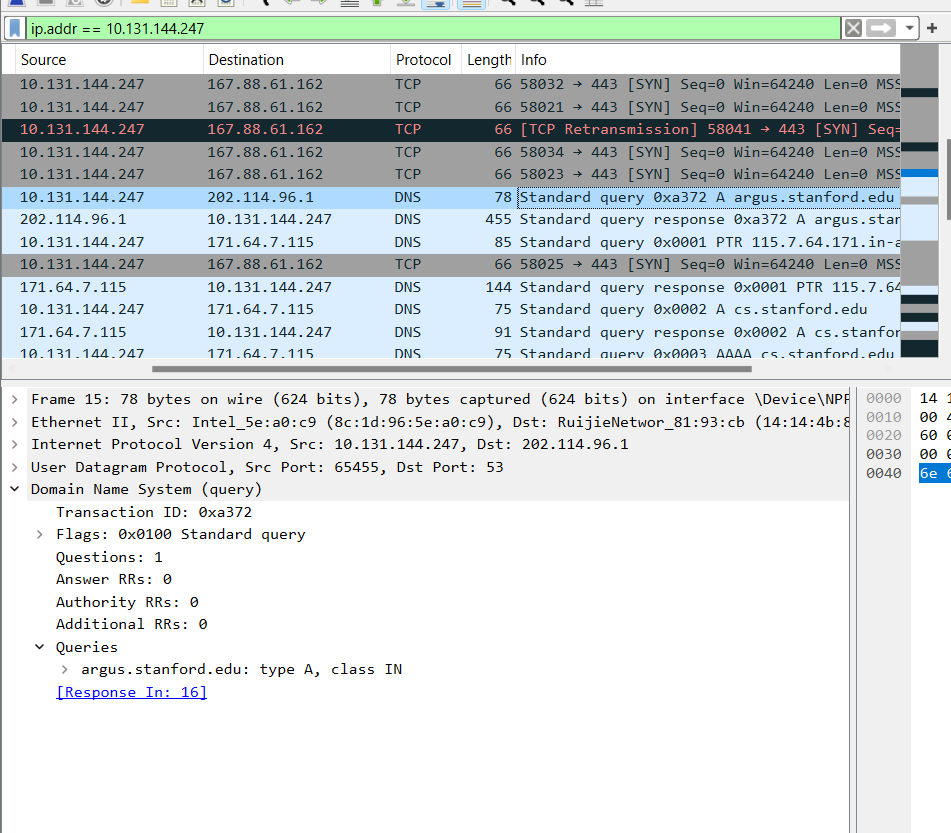 ip.addr == 10.131.144.247
Source Destination Protocol Length Info
10.131.144.247 167.88.61.162 TCP 66 58032 → 443 [SYN] Seq=0 Win=64240 Len=0 MSS
10.131.144.247 167.88.61.162 TCP 66 58021 → 443 [SYN] Seq=0 Win=64240 Len=0 MSS
10.131.144.247 167.88.61.162 TCP 66 [TCP Retransmission] 58041 → 443 [SYN] Seq=
10.131.144.247 167.88.61.162 TCP 66 58034 → 443 [SYN] Seq=0 Win=64240 Len=0 MSS
10.131.144.247 167.88.61.162 TCP 66 58023 → 443 [SYN] Seq=0 Win=64240 Len=0 MSS
10.131.144.247 202.114.96.1 DNS 78 Standard query 0xa372 A argus.stanford.edu
202.114.96.1 10.131.144.247 DNS 455 Standard query response 0xa372 A argus.stan
10.131.144.247 171.64.7.115 DNS 85 Standard query 0x0001 PTR 115.7.64.171.in-a
10.131.144.247 167.88.61.162 TCP 66 58025 → 443 [SYN] Seq=0 Win=64240 Len=0 MSS
171.64.7.115 10.131.144.247 DNS 144 Standard query response 0x0001 PTR 115.7.64
10.131.144.247 171.64.7.115 DNS 75 Standard query 0x0002 A cs.stanford.edu
171.64.7.115 10.131.144.247 DNS 91 Standard query response 0x0002 A cs.stanfor
10.131.144.247 171.64.7.115 DNS 75 Standard query 0x0003 AAAA cs.stanford.edu
Frame 15: 78 bytes on wire (624 bits), 78 bytes captured (624 bits) on interface \Device\NPF
Ethernet II, Src: Intel_5e:a0:c9 (8c:1d:96:5e:a0:c9), Dst: RuijieNetwor_81:93:cb (14:14:4b:8
Internet Protocol Version 4, Src: 10.131.144.247, Dst: 202.114.96.1
User Datagram Protocol, Src Port: 65455, Dst Port: 53
Domain Name System (query)
Transaction ID: 0xa372
Flags: 0x0100 Standard query
Questions: 1
Answer RRs: 0
Authority RRs: 0
Additional RRs: 0
Queries
argus.stanford.edu: type A, class IN
[Response In: 16]
0000 14
0010 00
0020 60
0030 00
0040 6e